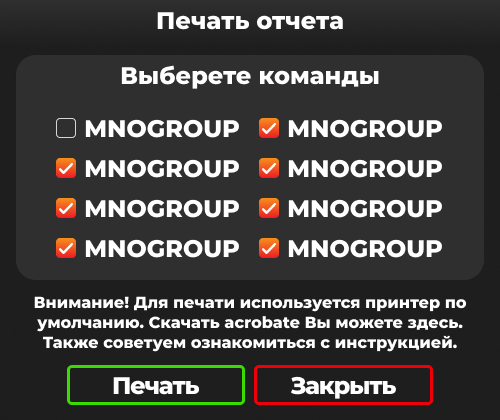 Печать отчета
Выберете команды
MNOGROUP MNOGROUP
MNOGROUP MNOGROUP
MNOGROUP MNOGROUP
MNOGROUP MNOGROUP
Внимание! Для печати используется принтер по
умолчанию. Скачать acrobate Вы можете здесь.
Также советуем ознакомиться с инструкцией.
Печать Закрыть